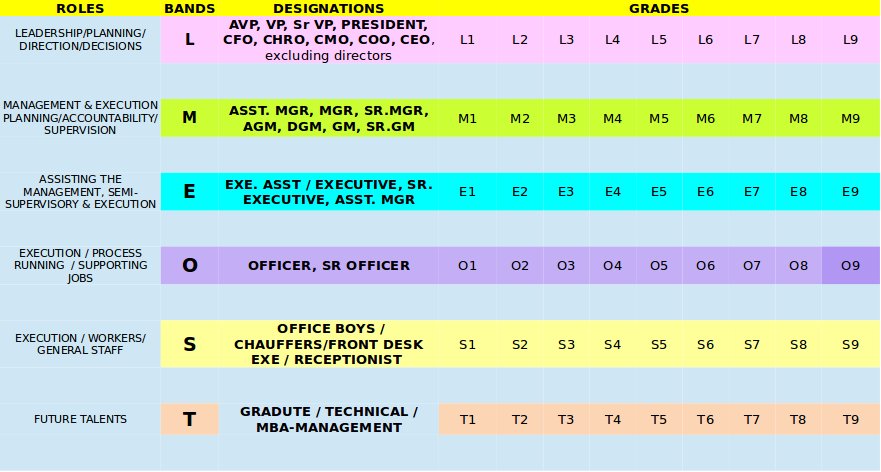 ROLES BANDS DESIGNATIONS GRADES
LEADERSHIP/PLANNING/
DIRECTION/DECISIONS
L
AVP, VP, Sr VP, PRESIDENT,
CFO, CHRO, CMO, COO, CEO,
excluding directors
L1 L2 L3 L4 L5 L6 L7 L8 L9
MANAGEMENT & EXECUTION
PLANNING/ACCOUNTABILITY/
SUPERVISION
M
ASST. MGR, MGR, SR.MGR,
AGM, DGM, GM, SR.GM
M1 M2 M3 M4 M5 M6 M7 M8 M9
ASSISTING THE
MANAGEMENT, SEMI-
SUPERVISORY & EXECUTION
E
EXE. ASST / EXECUTIVE, SR.
EXECUTIVE, ASST. MGR
E1 E2 E3 E4 E5 E6 E7 E8 E9
EXECUTION / PROCESS
RUNNING / SUPPORTING
JOBS
O
OFFICER, SR OFFICER
O1 O2 O3 O4 O5 O6 O7 O8 O9
EXECUTION / WORKERS/
GENERAL STAFF
S
OFFICE BOYS /
CHAUFFERS/FRONT DESK
EXE / RECEPTIONIST
S1 S2 S3 S4 S5 S6 S7 S8 S9
FUTURE TALENTS
T
GRADUTE / TECHNICAL /
MBA-MANAGEMENT
T1 T2 T3 T4 T5 T6 T7 T8 T9